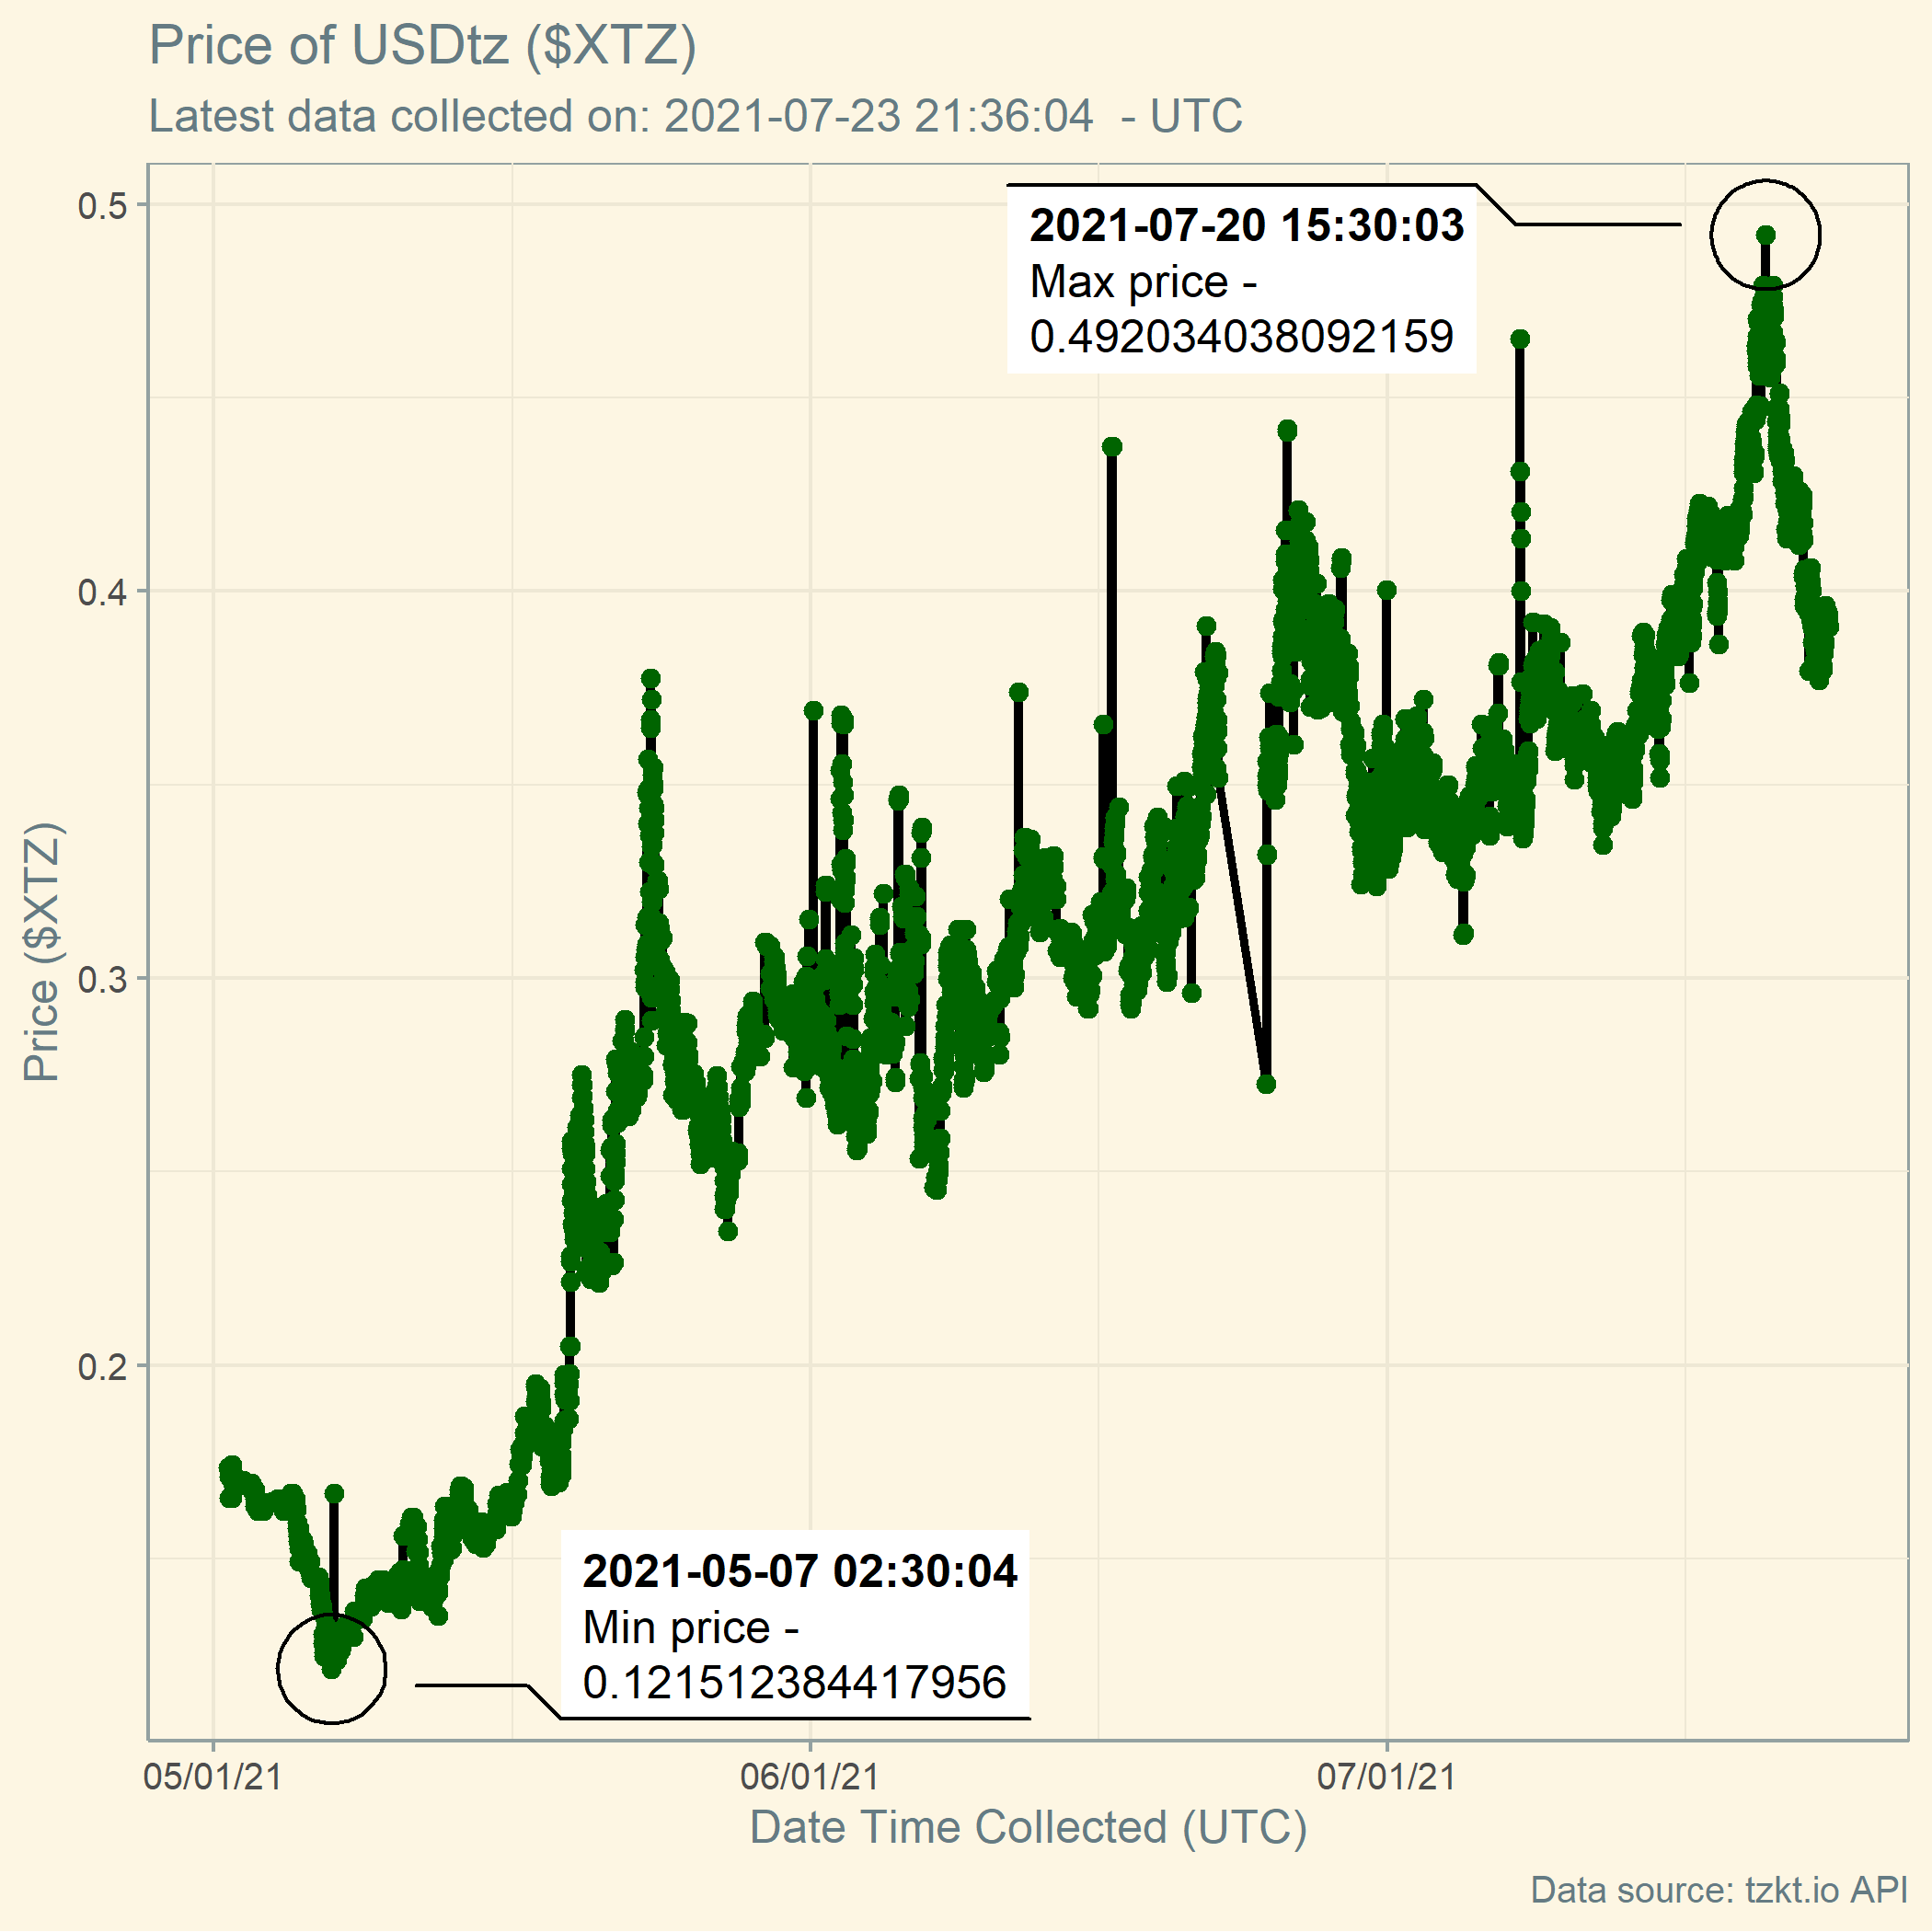 Price of USDtz ($XTZ)
Latest data collected on: 2021-07-23 21:36:04  - UTC
2021-07-20 15:30:03
Max price -
0.492034038092159
0.5
0.4
0.3
0.2
Price ($XTZ)
2021-05-07 02:30:04
Min price -
0.121512384417956
05/01/21
06/01/21
07/01/21
Date Time Collected (UTC)
Data source: tzkt.io API